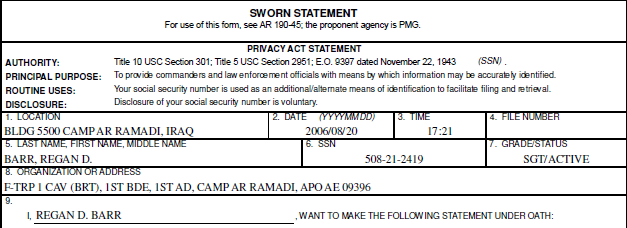 SWORN STATEMENT
For use of this form, see AR 190-45; the proponent agency is PMG.
PRIVACY ACT STATEMENT
AUTHORITY: Title 10 USC Section 301; Title 5 USC Section 2951; E.O. 9397 dated November 22, 1943 (SSN).
PRINCIPAL PURPOSE: To provide commanders and law enforcement officials with means by which information may be accurately identified.
ROUTINE USES: Your social security number is used as an additional/alternate means of identification to facilitate filing and retrieval.
DISCLOSURE: Disclosure of your social security number is voluntary.
1. LOCATION 2. DATE (YYYYMMDD) 3. TIME 4. FILE NUMBER
BLDG 5500 CAMP AR RAMADI, IRAQ 2006/08/20 17:21
5. LAST NAME, FIRST NAME, MIDDLE NAME 6. SSN 7. GRADE/STATUS
BARR, REGAN D. 508-21-2419 SGT/ACTIVE
8. ORGANIZATION OR ADDRESS
F-TRP 1 CAV (BRT), 1ST BDE, 1ST AD, CAMP AR RAMADI, APO AE 09396
9.
I, REGAN D. BARR , WANT TO MAKE THE FOLLOWING STATEMENT UNDER OATH: